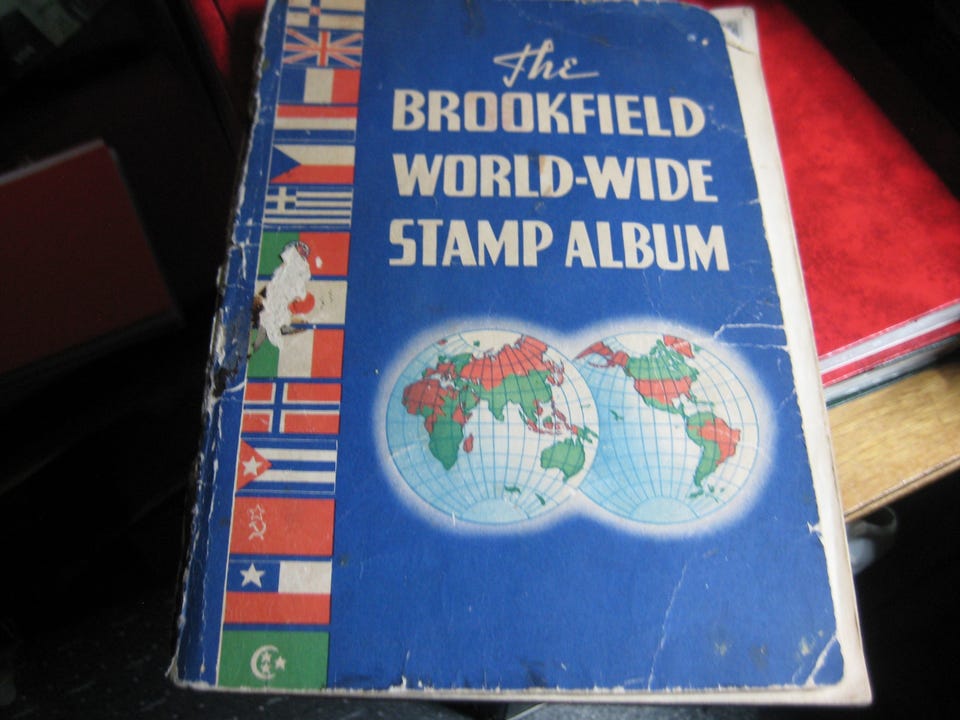 The
BROOKFIELD
WORLD-WIDE
STAMP ALBUM